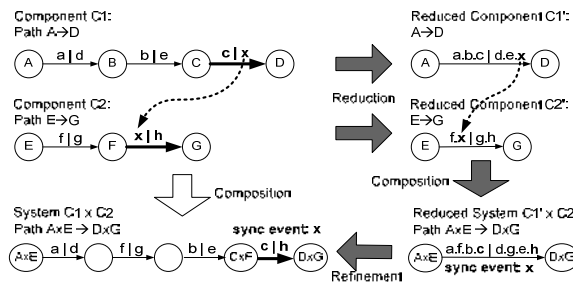 Component C1:
Path A→D
A a|d B b|e C c|x D
Component C2:
Path E→G
E f|g F x|h G
Reduction
Reduced Component C1':
A→D
A a.b.c | d.e.x D
Reduced Component C2':
E→G
E f.x | g.h G
Composition
Composition
System C1 x C2
Path AxE → DxG
sync event x
AxE a|d f|g b|e CxF c|h DxG
Refinement
Reduced System C1' x C2'
Path AxE → DxG
AxE a.f.b.c | d.g.e.h DxG
sync event x